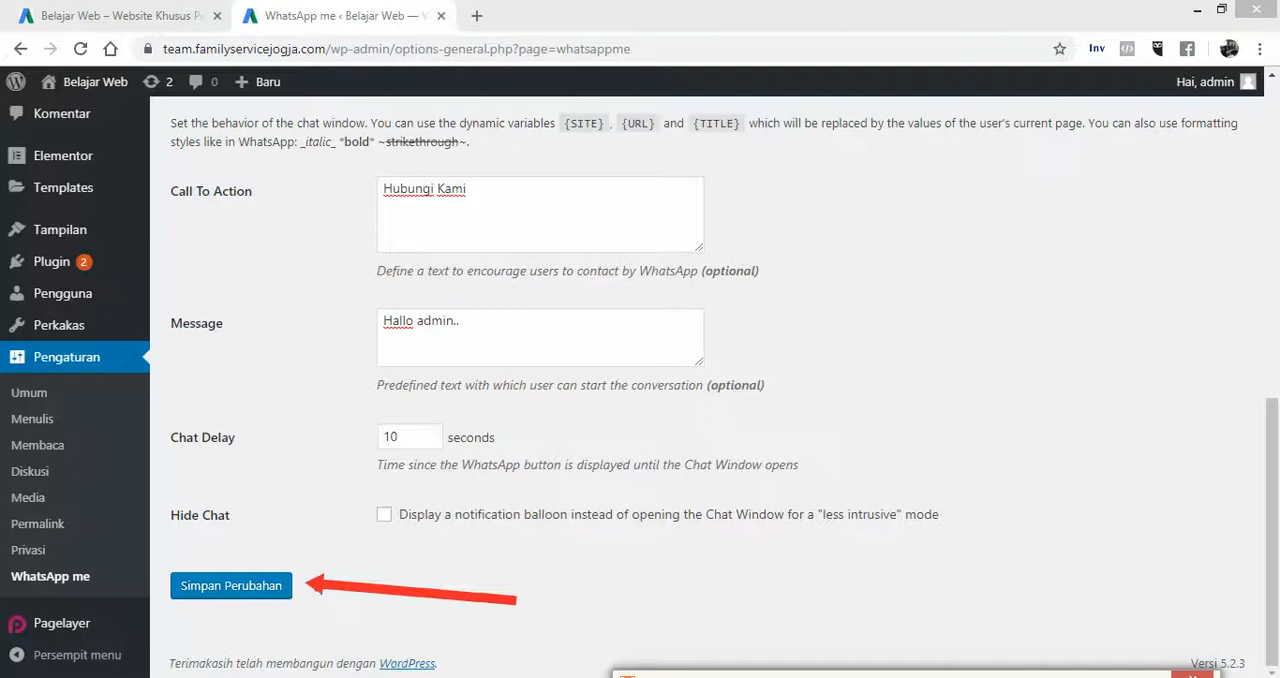 Belajar Web – Website Khusus P
WhatsApp me ‹ Belajar Web — W
team.familyservicejogja.com/wp-admin/options-general.php?page=whatsappme
Inv
Belajar Web
2
0
Baru
Hai, admin
Komentar
Elementor
Templates
Tampilan
Plugin 2
Pengguna
Perkakas
Pengaturan
Umum
Menulis
Membaca
Diskusi
Media
Permalink
Privasi
WhatsApp me
Pagelayer
Persempit menu
Set the behavior of the chat window. You can use the dynamic variables {SITE} , {URL} and {TITLE} which will be replaced by the values of the user's current page. You can also use formatting
styles like in WhatsApp: _italic_ *bold* ~strikethrough~.
Call To Action
Hubungi Kami
Define a text to encourage users to contact by WhatsApp (optional)
Message
Hallo admin..
Predefined text with which user can start the conversation (optional)
Chat Delay
10 seconds
Time since the WhatsApp button is displayed until the Chat Window opens
Hide Chat
Display a notification balloon instead of opening the Chat Window for a "less intrusive" mode
Simpan Perubahan
Terimakasih telah membangun dengan WordPress.
Versi 5.2.3